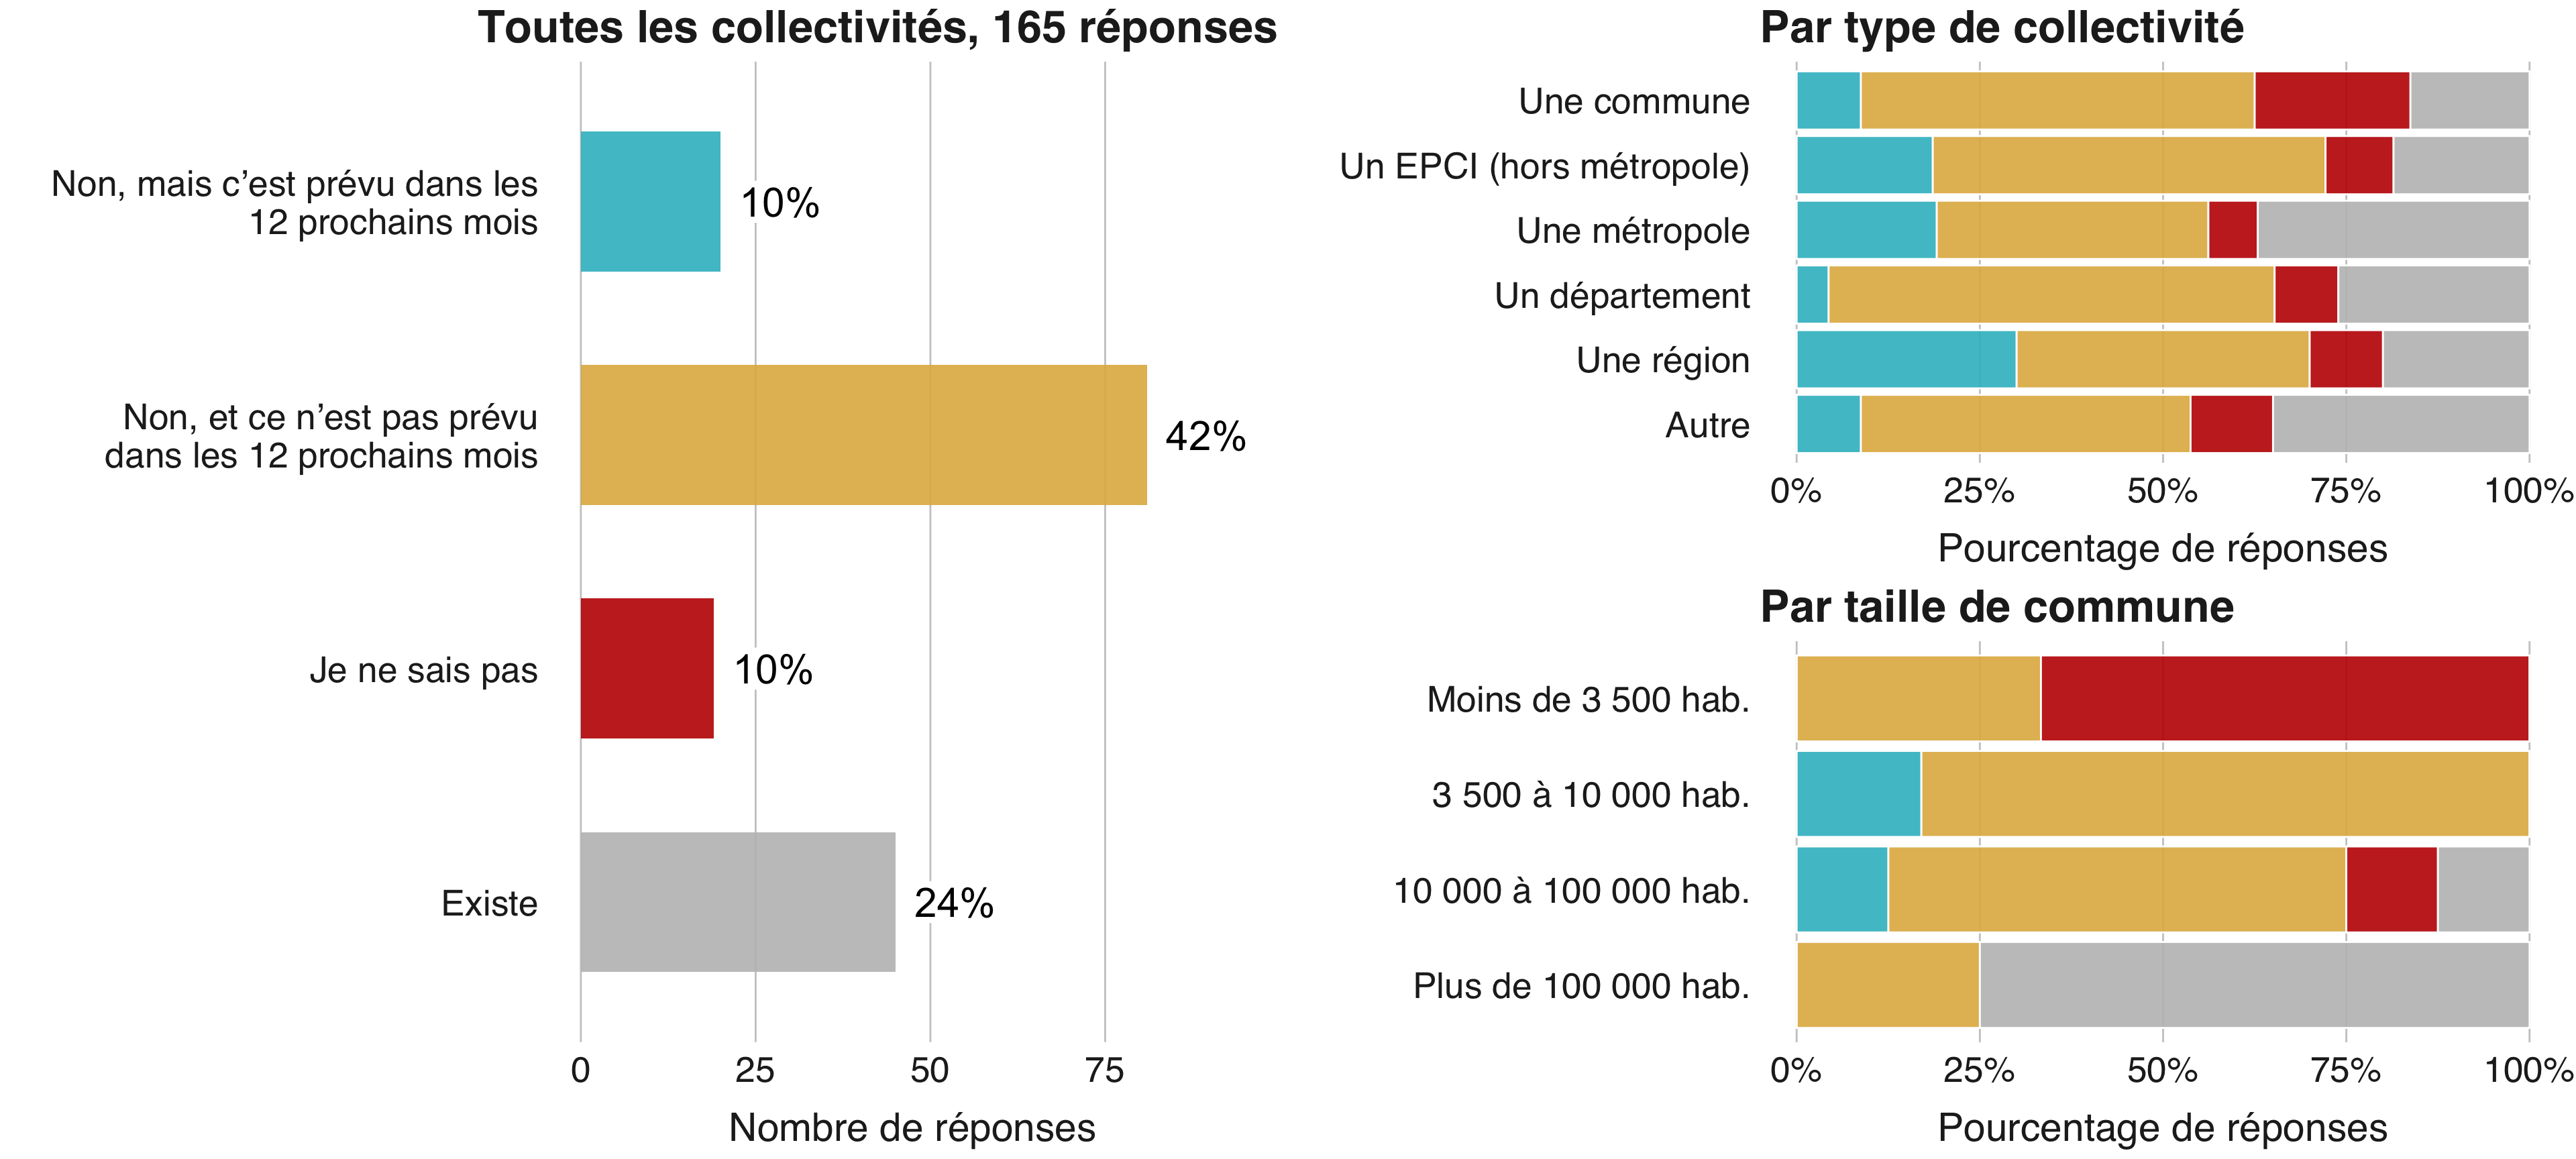 Toutes les collectivités, 165 réponses
Non, mais c’est prévu dans les
12 prochains mois
10%
Non, et ce n’est pas prévu
dans les 12 prochains mois
42%
Je ne sais pas
10%
Existe
24%
0 25 50 75
Nombre de réponses
Par type de collectivité
Une commune
Un EPCI (hors métropole)
Une métropole
Un département
Une région
Autre
0% 25% 50% 75% 100%
Pourcentage de réponses
Par taille de commune
Moins de 3 500 hab.
3 500 à 10 000 hab.
10 000 à 100 000 hab.
Plus de 100 000 hab.
0% 25% 50% 75% 100%
Pourcentage de réponses